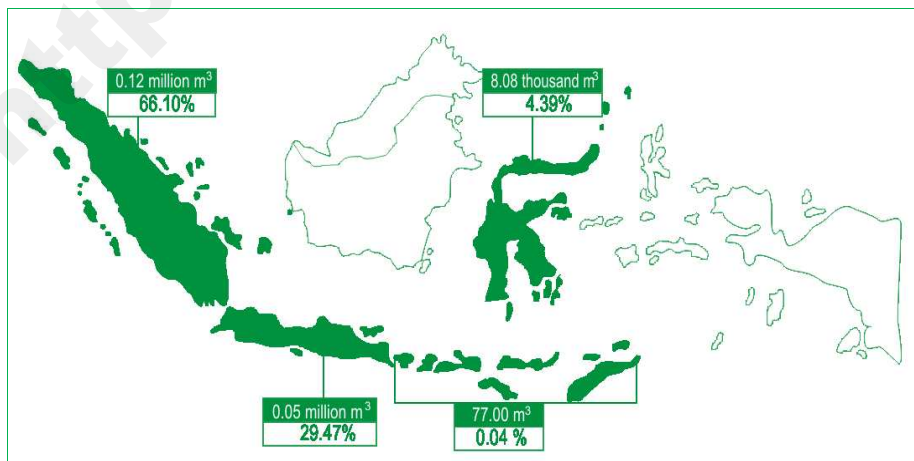 http
0.12 million m³
66.10%
8.08 thousand m³
4.39%
0.05 million m³
29.47%
77.00 m³
0.04 %